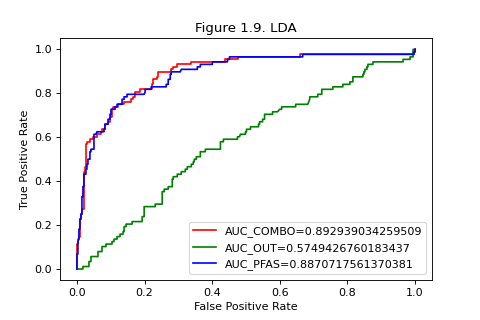 Figure 1.9. LDA
True Positive Rate
1.0
0.8
0.6
0.4
0.2
0.0
AUC_COMBO=0.892939034259509
AUC_OUT=0.5749426760183437
AUC_PFAS=0.8870717561370381
0.0 0.2 0.4 0.6 0.8 1.0
False Positive Rate